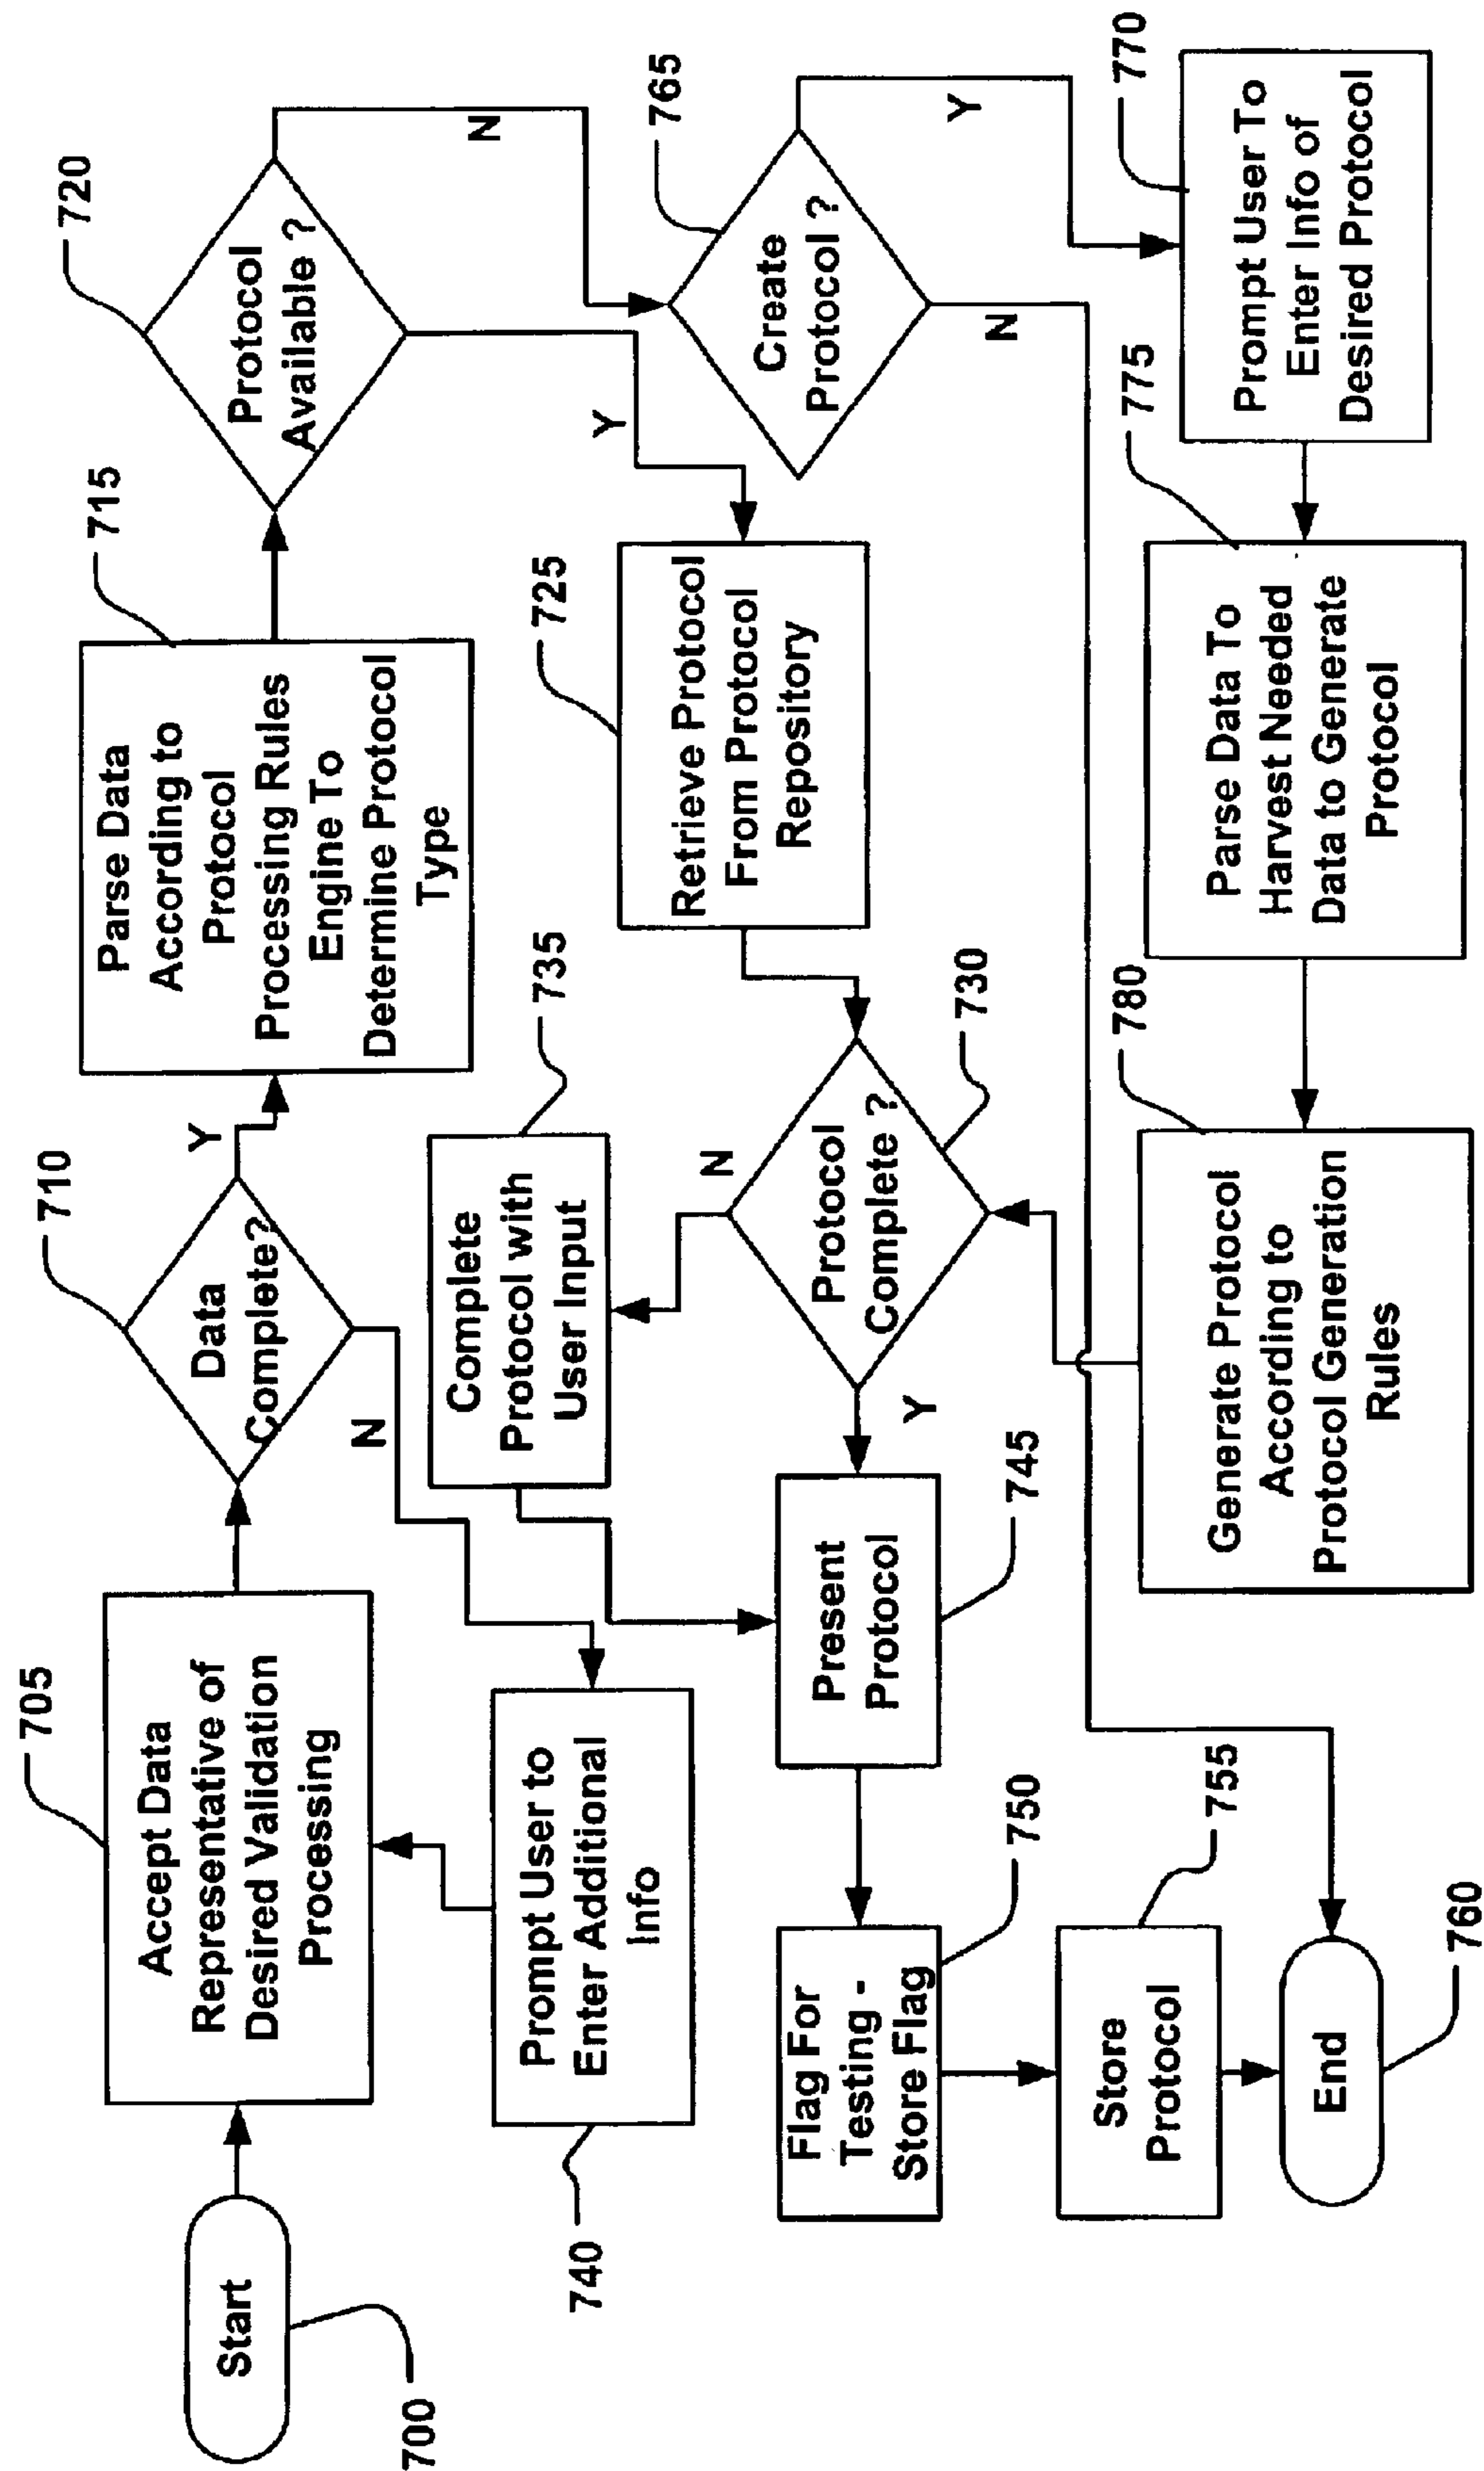 700
Start
705
Accept Data
Representative of
Desired Validation
Processing
710
Data
Complete?
Y
N
715
Parse Data
According to
Protocol
Processing Rules
Engine To
Determine Protocol
Type
720
Protocol
Available ?
N
Y
740
Prompt User to
Enter Additional
Info
735
Complete
Protocol with
User Input
725
Retrieve Protocol
From Protocol
Repository
765
Create
Protocol ?
Y
N
730
Protocol
Complete ?
N
Y
745
Present
Protocol
750
Flag For
Testing -
Store Flag
755
Store
Protocol
760
End
780
Generate Protocol
According to
Protocol Generation
Rules
775
Parse Data To
Harvest Needed
Data to Generate
Protocol
770
Prompt User To
Enter Info of
Desired Protocol